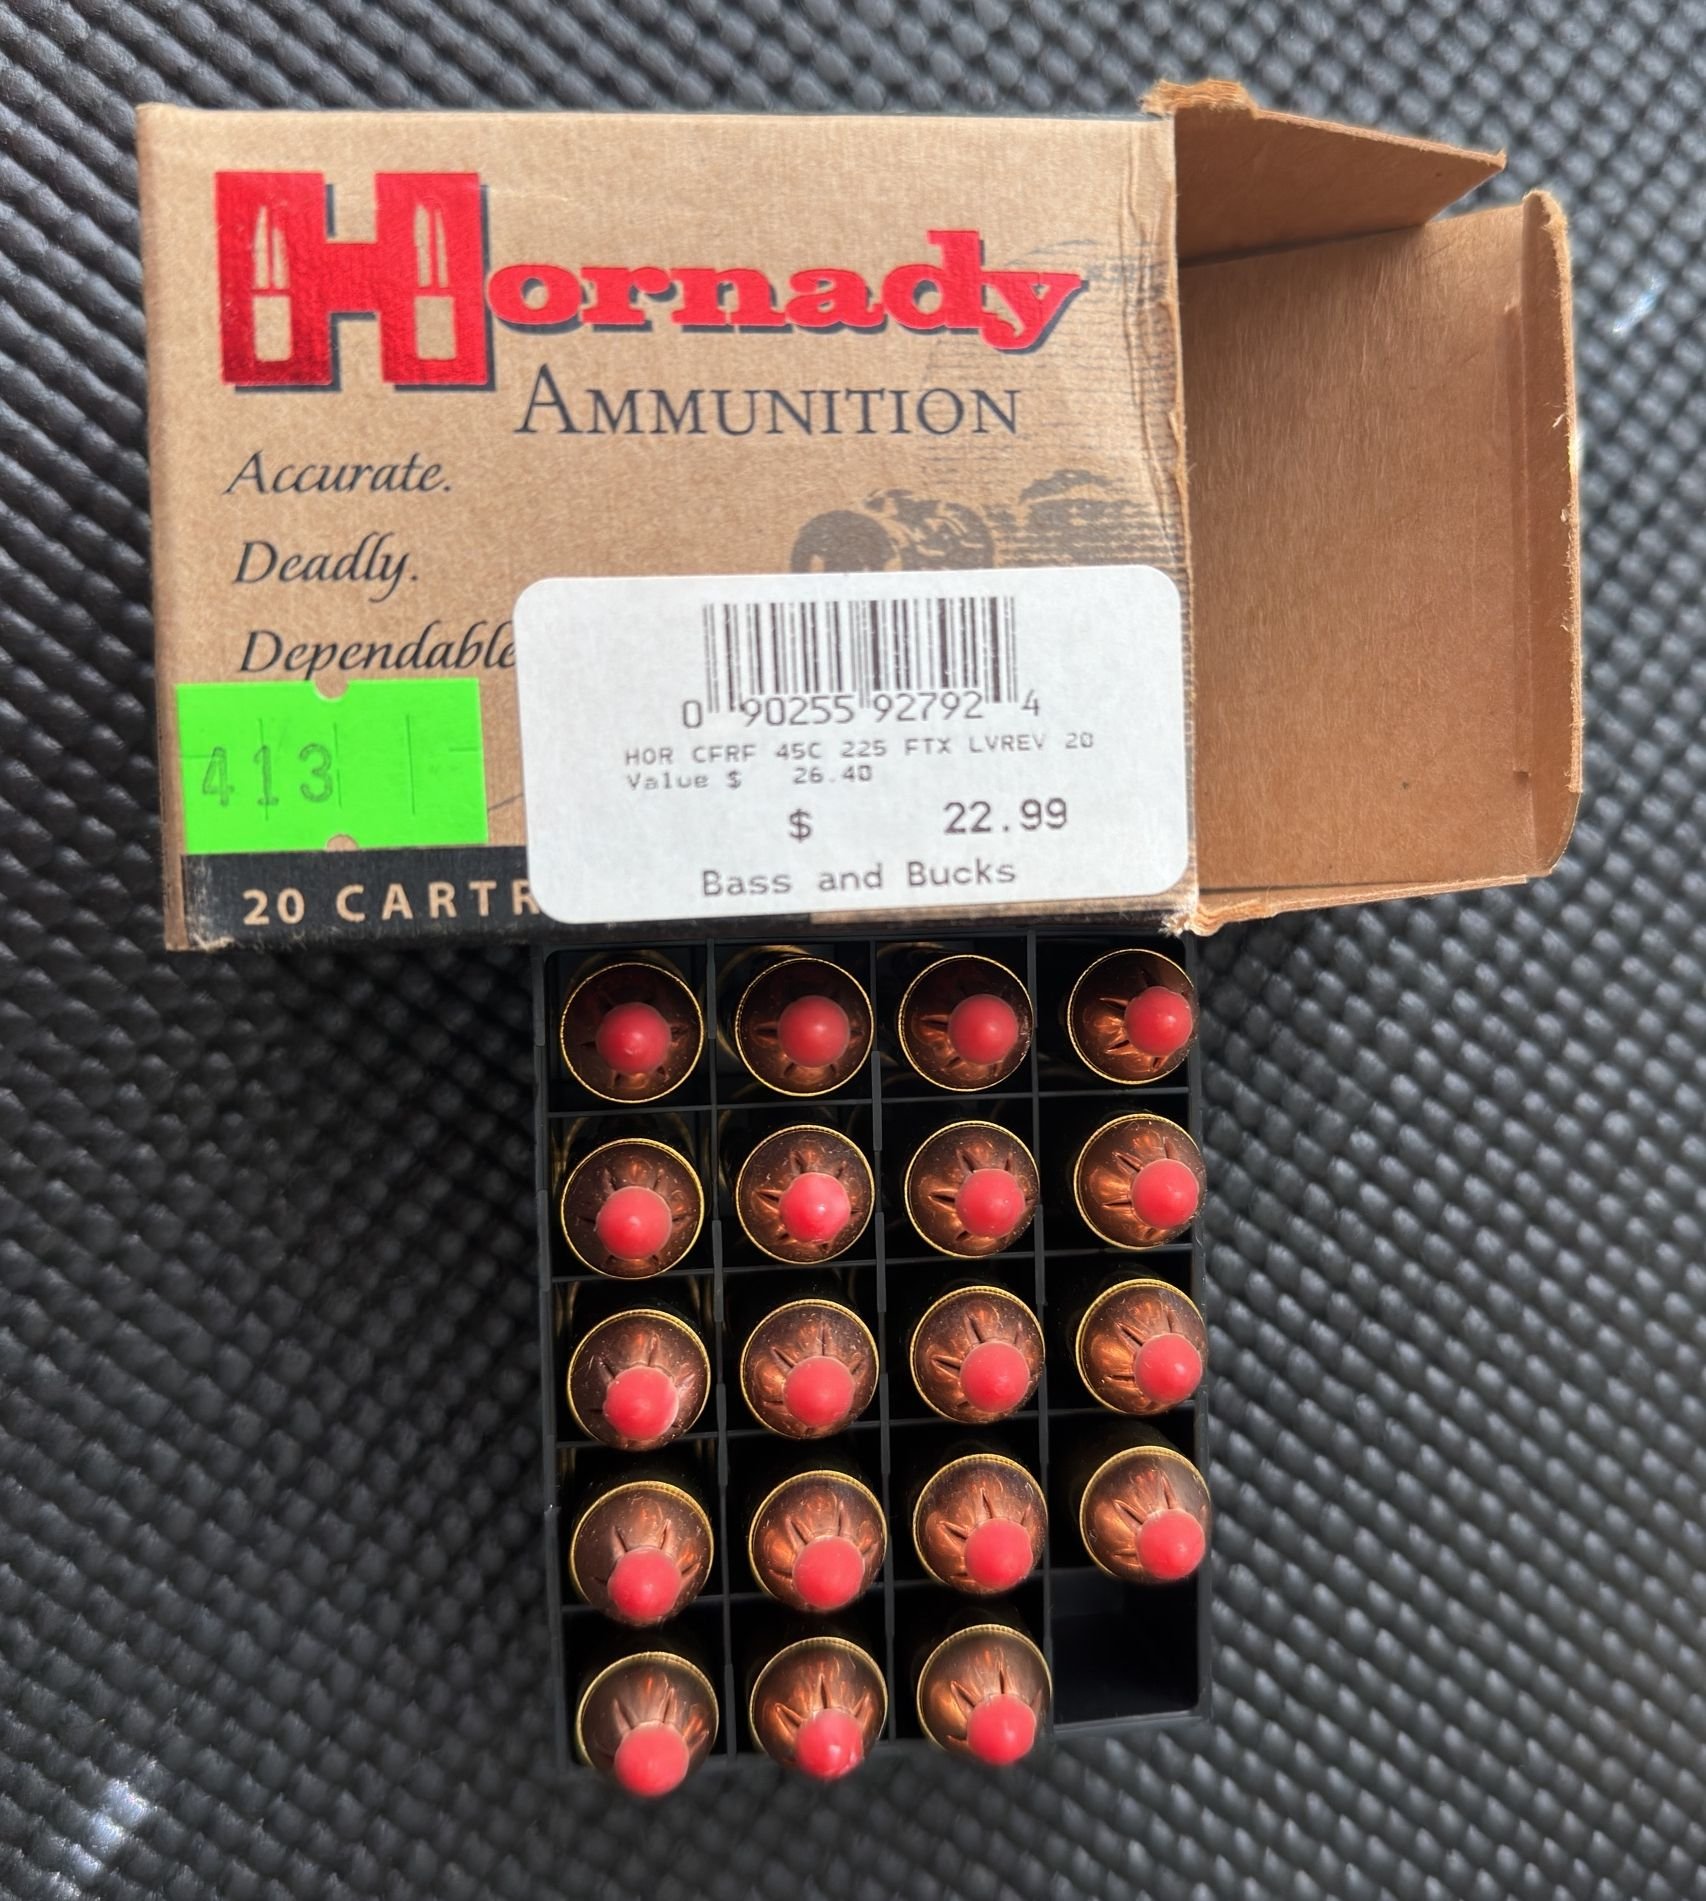 Hornady
AMMUNITION
Accurate.
Deadly.
Dependable
413
0 90255 92792 4
HOR CFRF 45C 225 FTX LVREV 20
Value $ 26.40
$ 22.99
Bass and Bucks
20 CARTR